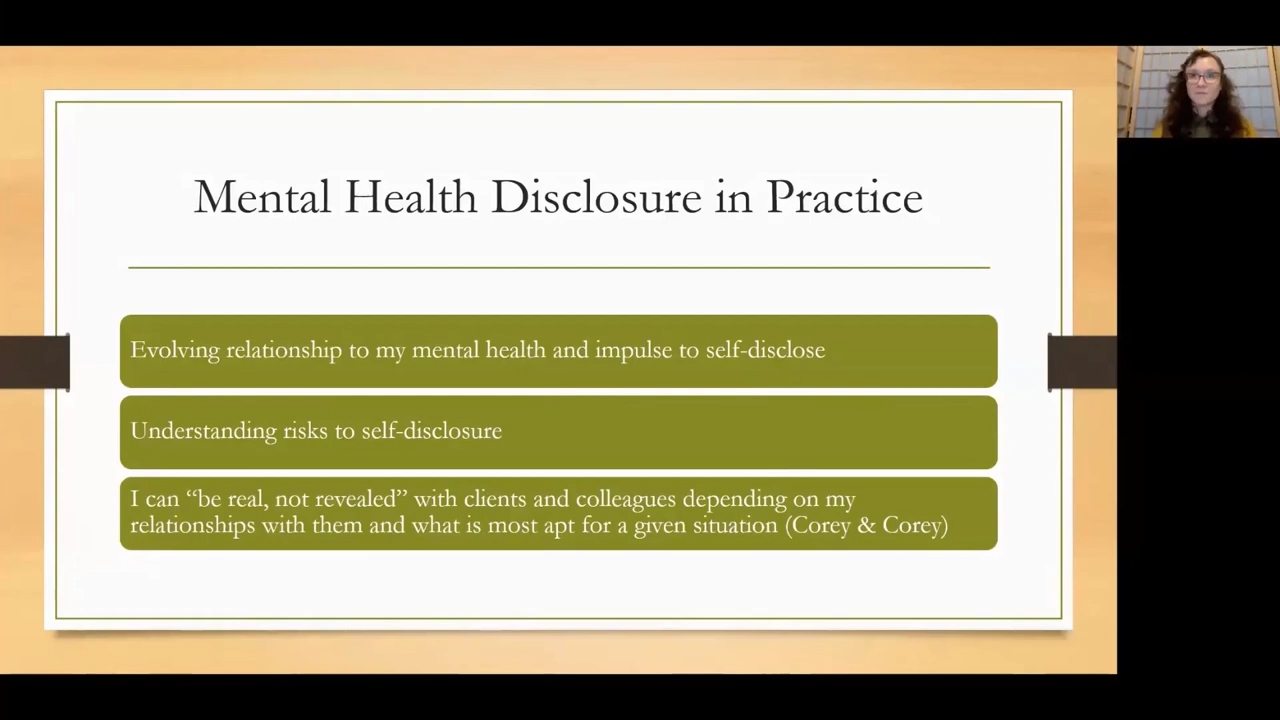 Mental Health Disclosure in Practice
Evolving relationship to my mental health and impulse to self-disclose
Understanding risks to self-disclosure
I can “be real, not revealed” with clients and colleagues depending on my
relationships with them and what is most apt for a given situation (Corey & Corey)